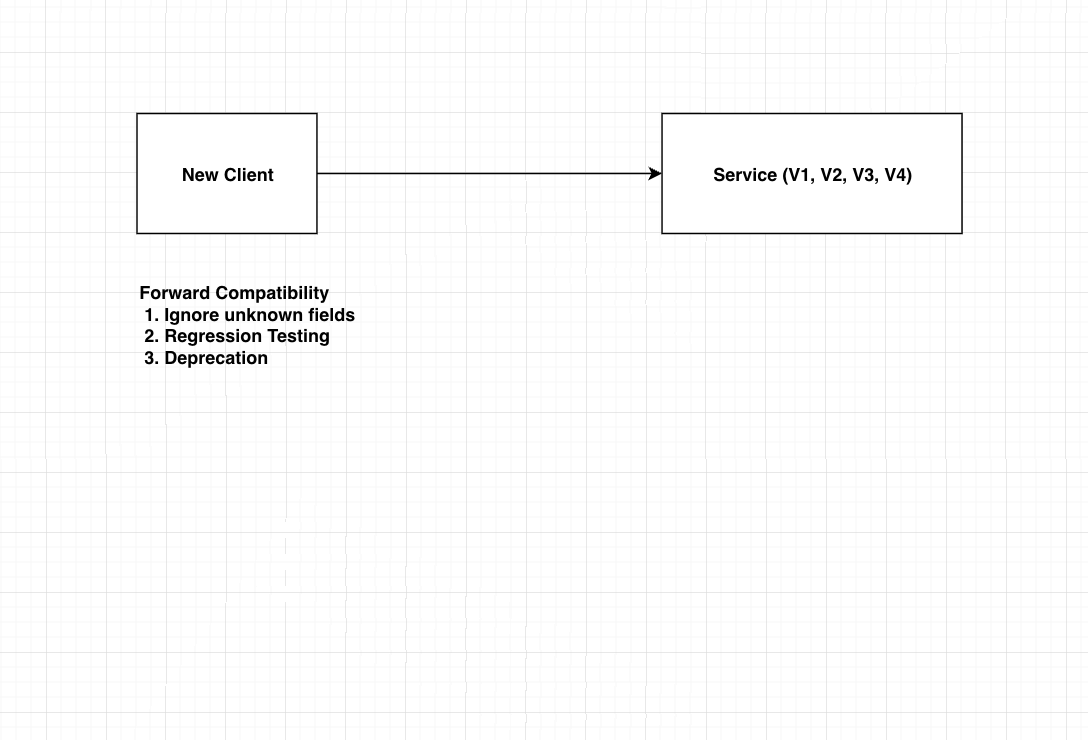 New Client
Service (V1, V2, V3, V4)
Forward Compatibility
1. Ignore unknown fields
2. Regression Testing
3. Deprecation